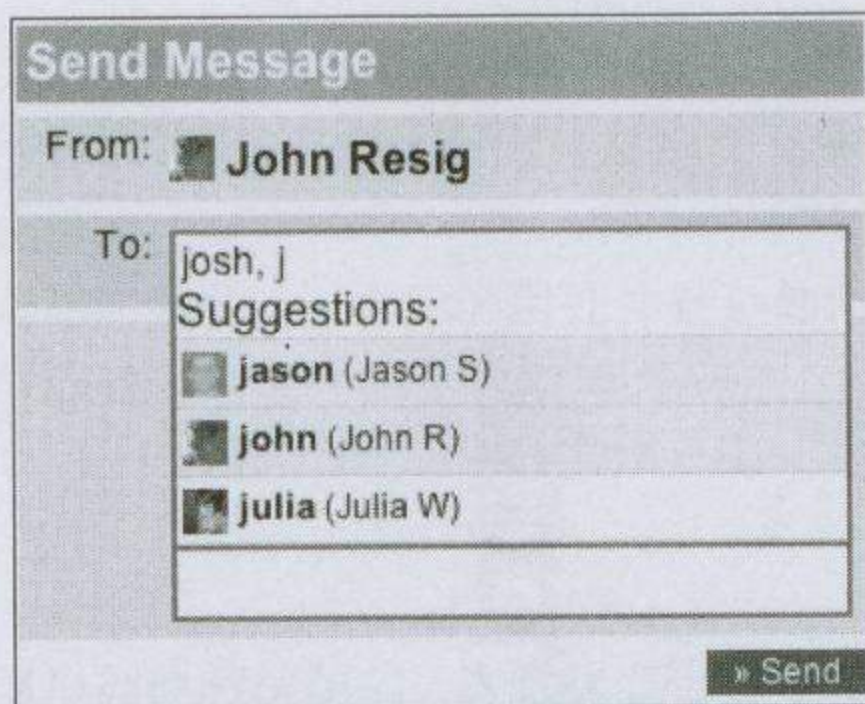 Send Message
From: John Resig
To: josh, j
Suggestions:
jason (Jason S)
john (John R)
julia (Julia W)
» Send